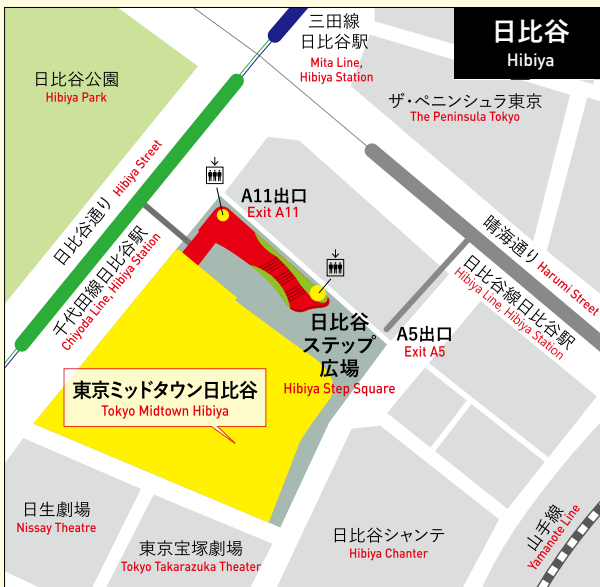 日比谷
Hibiya
三田線
日比谷駅
Mita Line,
Hibiya Station
日比谷公園
Hibiya Park
ザ・ペニンシュラ東京
The Peninsula Tokyo
日比谷通り Hibiya Street
A11出口
Exit A11
千代田線日比谷駅
Chiyoda Line, Hibiya Station
晴海通り Harumi Street
日比谷線日比谷駅
Hibiya Line, Hibiya Station
A5出口
Exit A5
日比谷
ステップ
広場
Hibiya Step Square
東京ミッドタウン日比谷
Tokyo Midtown Hibiya
日生劇場
Nissay Theatre
東京宝塚劇場
Tokyo Takarazuka Theater
日比谷シャンテ
Hibiya Chanter
山手線
Yamanote Line